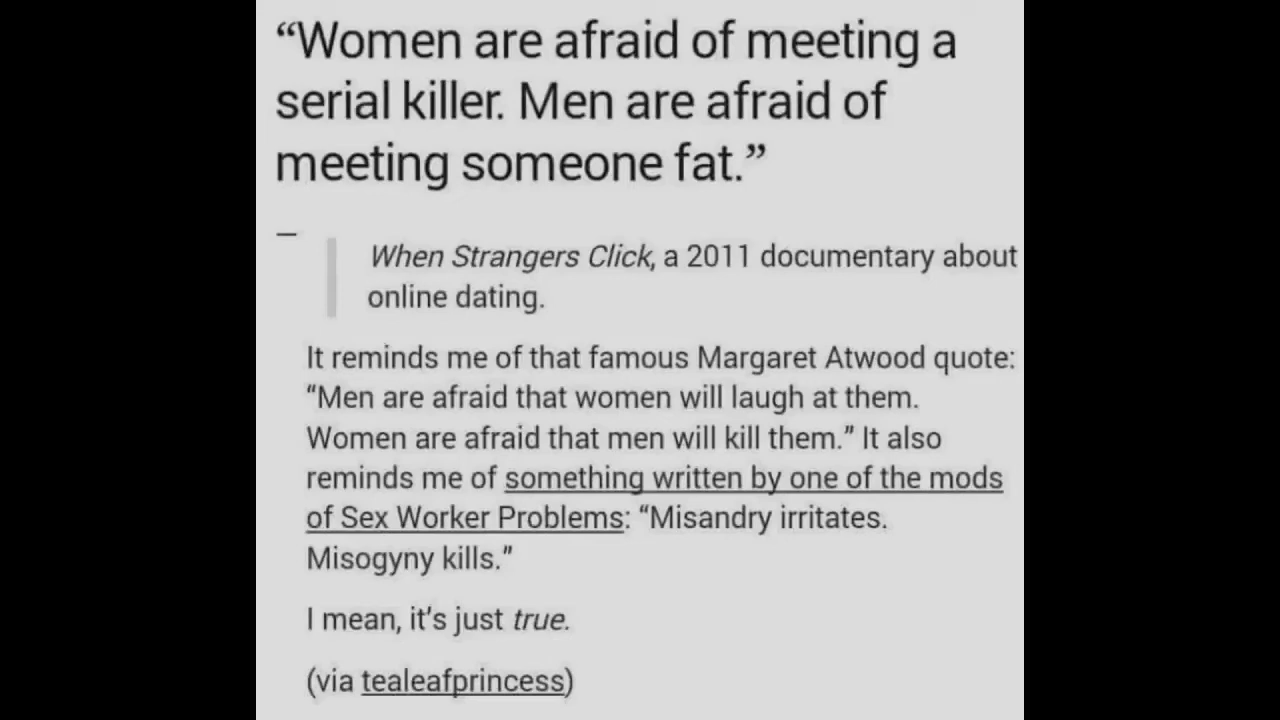 “Women are afraid of meeting a
serial killer. Men are afraid of
meeting someone fat.”
—
When Strangers Click, a 2011 documentary about
online dating.
It reminds me of that famous Margaret Atwood quote:
“Men are afraid that women will laugh at them.
Women are afraid that men will kill them.” It also
reminds me of something written by one of the mods
of Sex Worker Problems: “Misandry irritates.
Misogyny kills.”
I mean, it’s just true.
(via tealeafprincess)